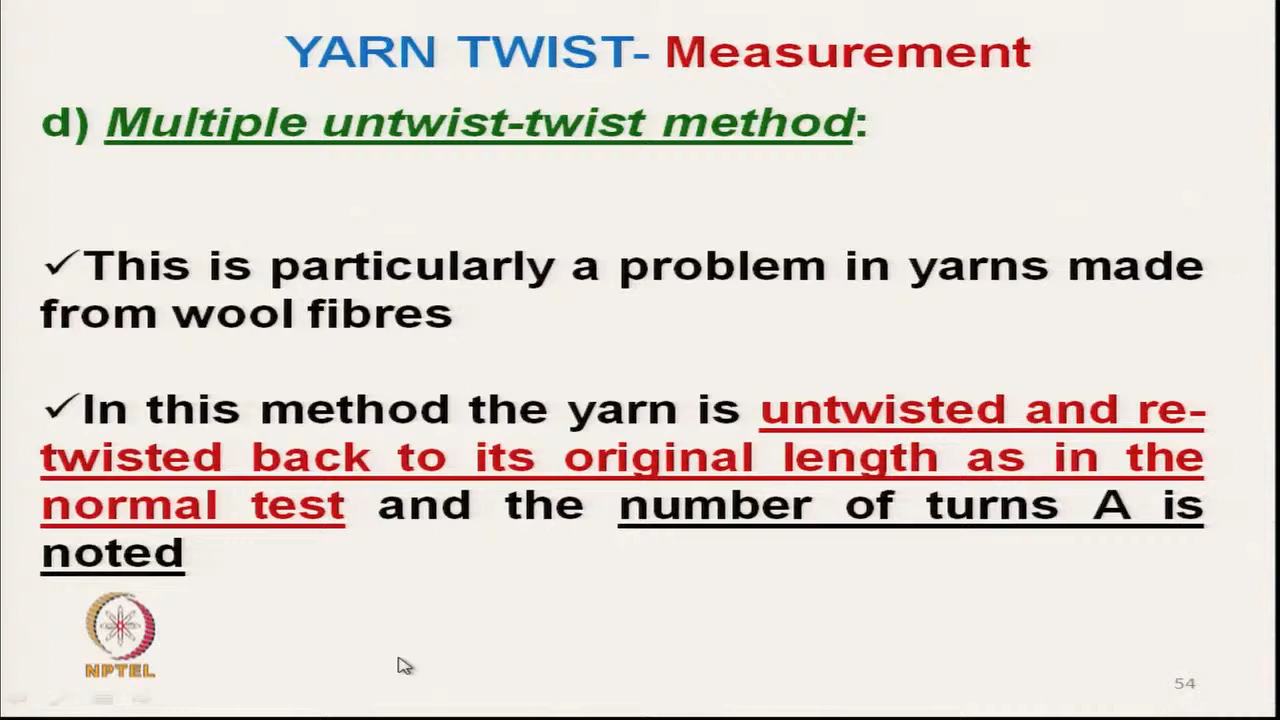 YARN TWIST- Measurement
d) Multiple untwist-twist method:
✓This is particularly a problem in yarns made
from wool fibres
✓In this method the yarn is untwisted and re-
twisted back to its original length as in the
normal test and the number of turns A is
noted
NPTEL
54